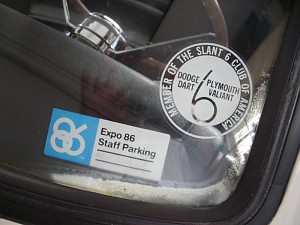 MEMBER OF THE SLANT 6 CLUB OF AMERICA
DODGE PLYMOUTH
DART 6 VALIANT
86
Expo 86
Staff Parking